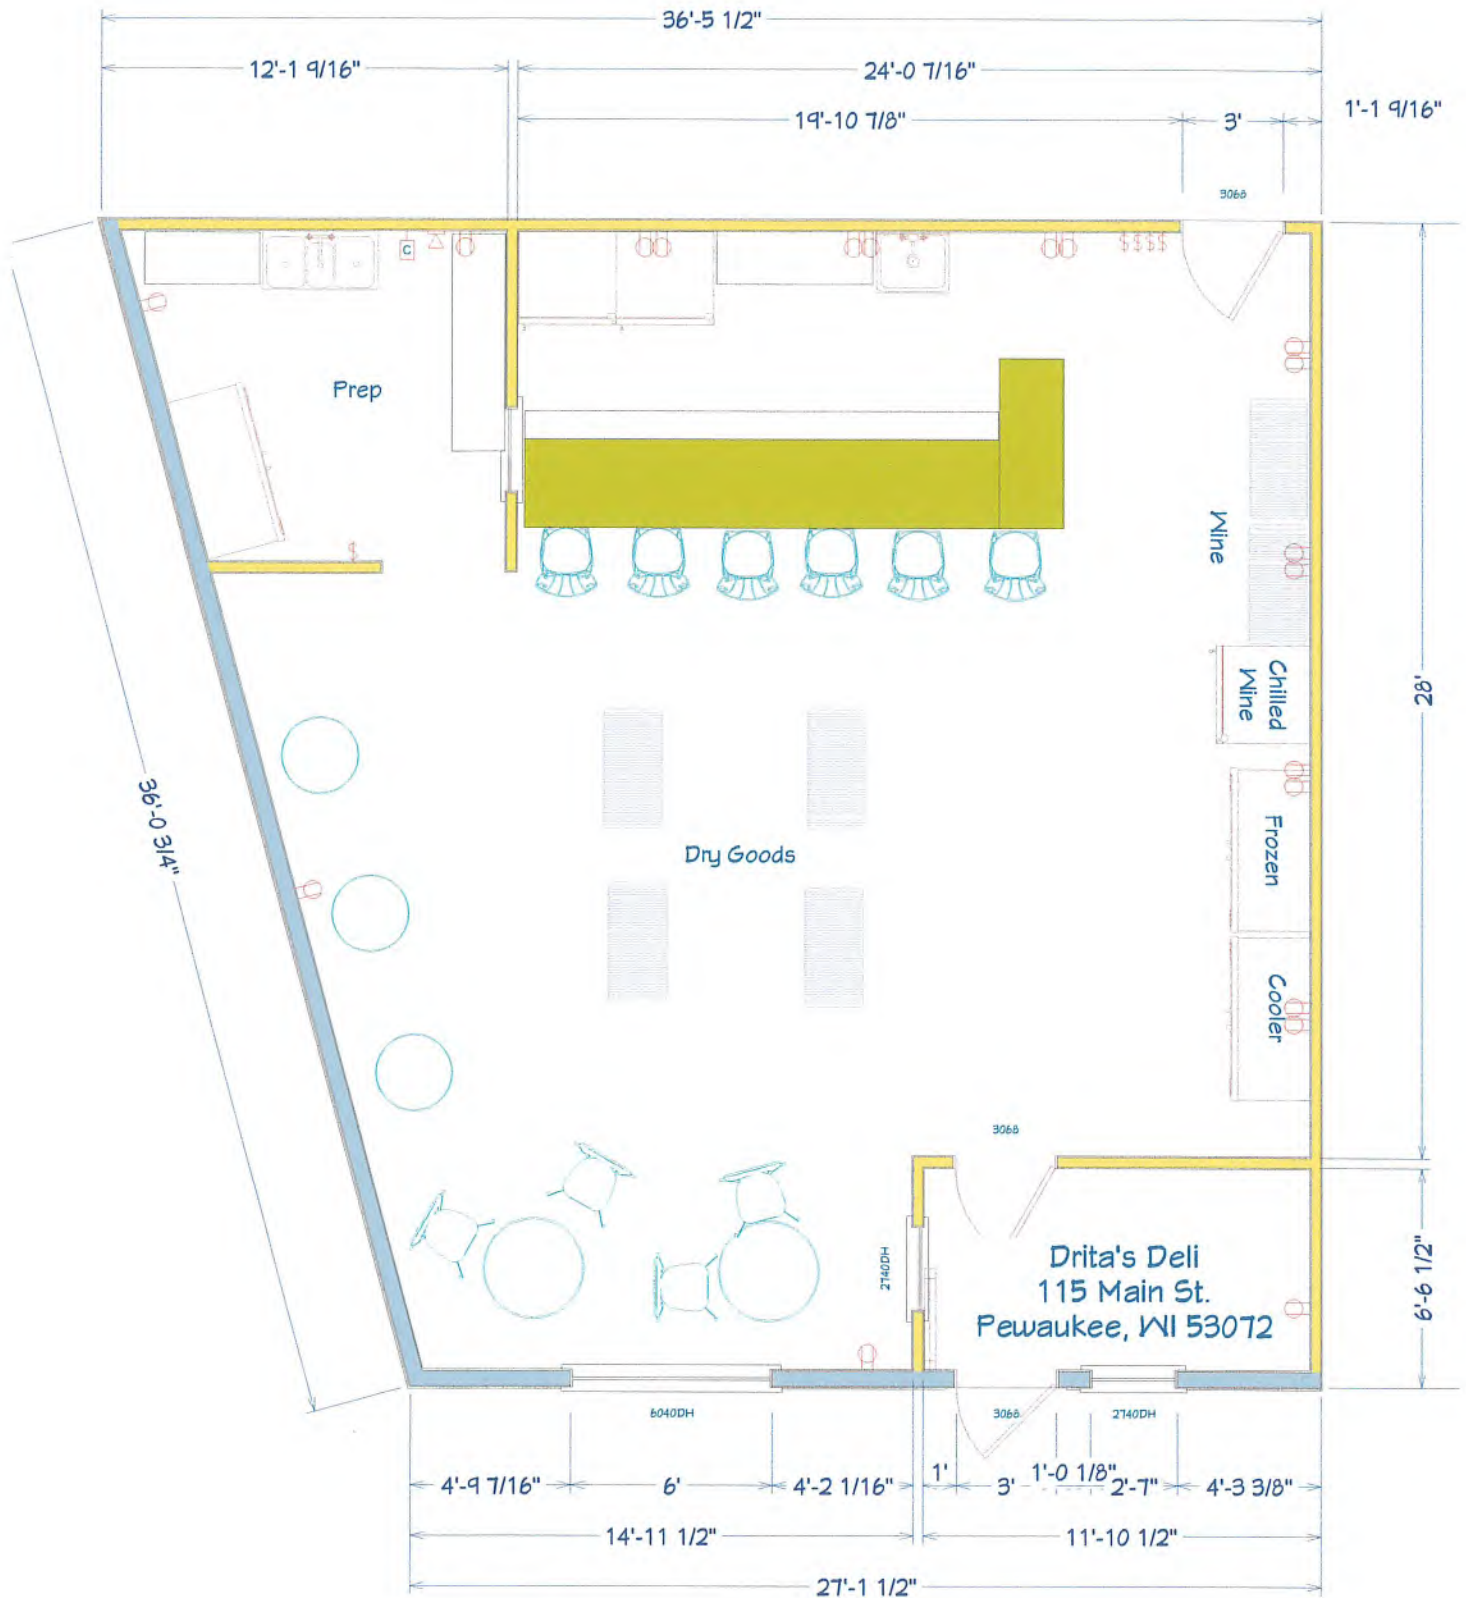 36'-5 1/2"
12'-1 9/16"
24'-0 7/16"
19'-10 7/8"
3'
1'-1 9/16"
3068
C
Prep
Wine
Chilled
Wine
28'
36'-0 3/4"
Frozen
Dry Goods
Cooler
3068
2740DH
Drita's Deli
115 Main St.
Pewaukee, WI 53072
6'-6 1/2"
6040DH
3068
2740DH
4'-9 7/16"
6'
4'-2 1/16"
1'
3'
1'-0 1/8"
2'-7"
4'-3 3/8"
14'-11 1/2"
11'-10 1/2"
27'-1 1/2"